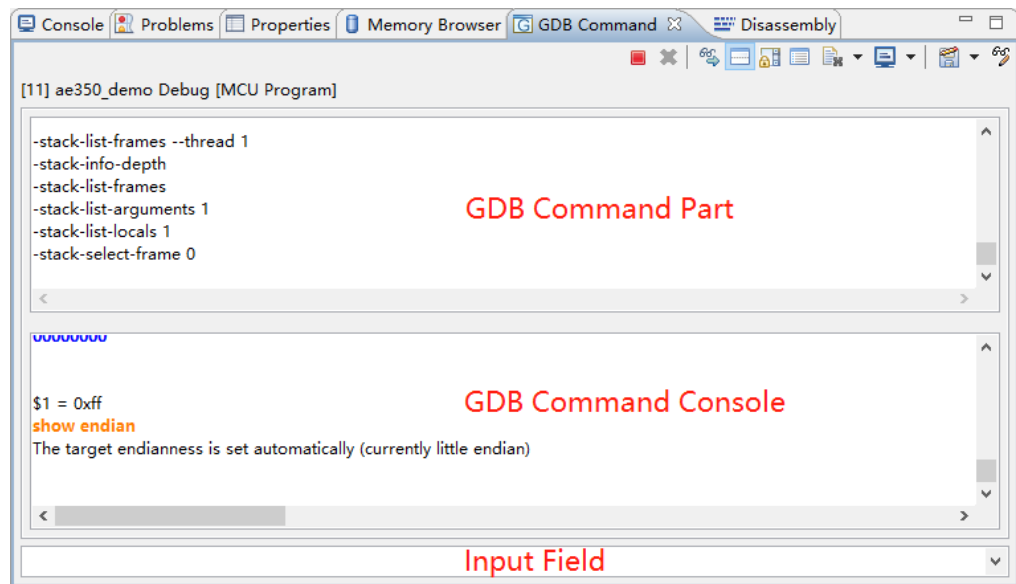 Console Problems Properties Memory Browser GDB Command Disassembly
[11] ae350_demo Debug [MCU Program]
-stack-list-frames --thread 1
-stack-info-depth
-stack-list-frames
-stack-list-arguments 1
-stack-list-locals 1
-stack-select-frame 0
GDB Command Part
$1 = 0xff
show endian
The target endianness is set automatically (currently little endian)
GDB Command Console
Input Field